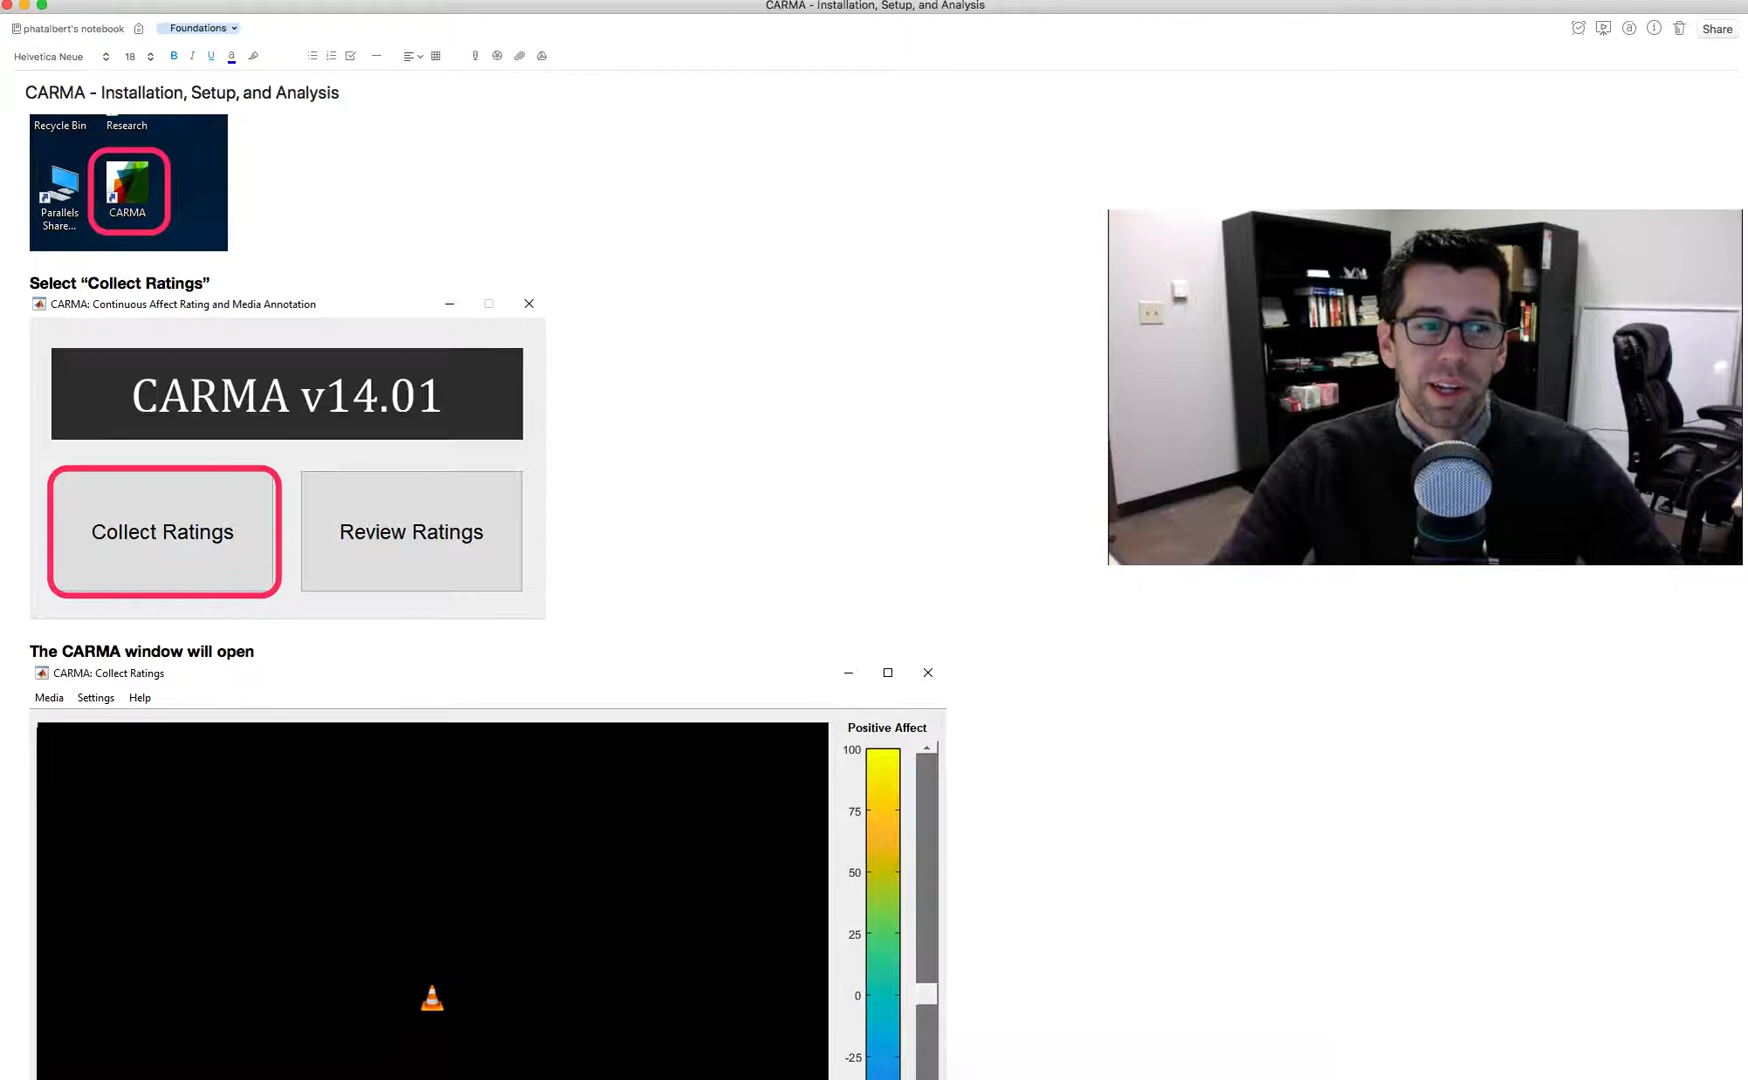 CARMA - Installation, Setup, and Analysis
phatalbert's notebook
Foundations
Share
Helvetica Neue
18
B I U a
CARMA - Installation, Setup, and Analysis
Recycle Bin
Research
Parallels
Share...
CARMA
Select “Collect Ratings”
CARMA: Continuous Affect Rating and Media Annotation
CARMA v14.01
Collect Ratings
Review Ratings
The CARMA window will open
CARMA: Collect Ratings
Media Settings Help
Positive Affect
100
75
50
25
0
-25